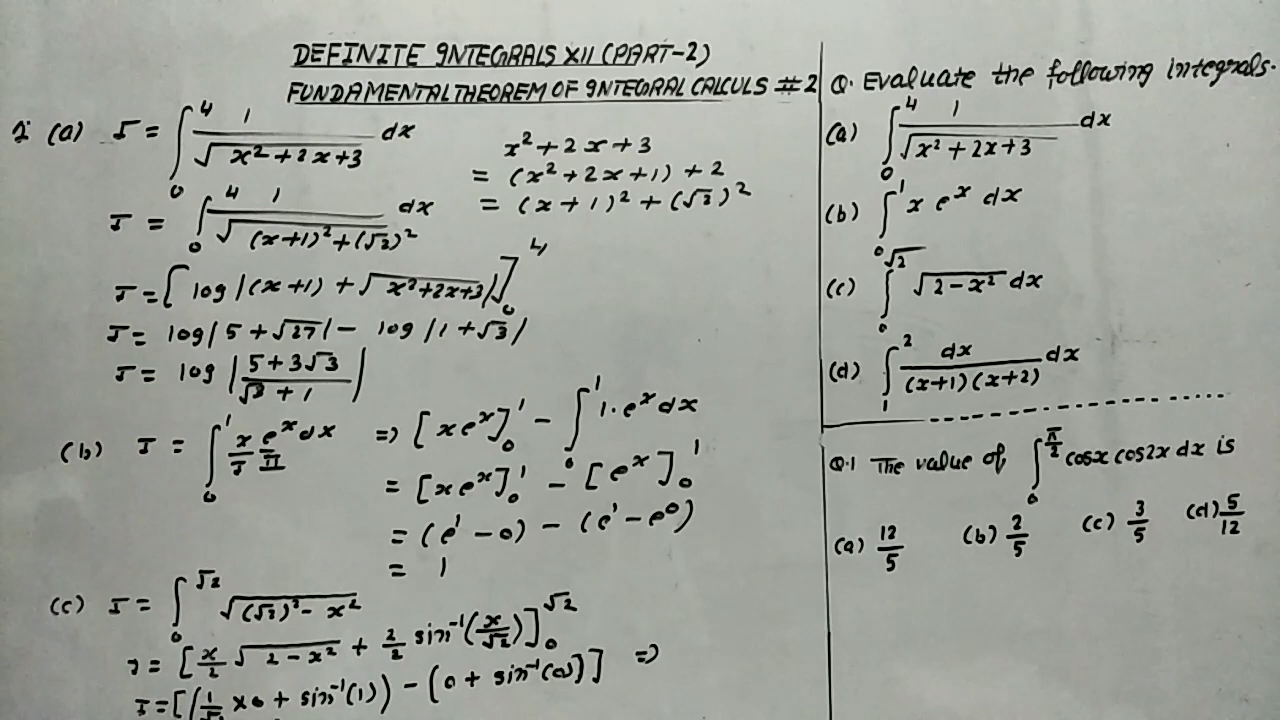 DEFINITE INTEGRALS XII (PART-2)
FUNDAMENTAL THEOREM OF INTEGRAL CALCULS #2
(a) I = ∫₀⁴ 1/√(x²+2x+3) dx
x²+2x+3
= (x²+2x+1)+2
= (x+1)²+(√2)²
I = ∫₀⁴ 1/√((x+1)²+(√2)²) dx
I = [log|(x+1)+√(x²+2x+3)|]₀⁴
I = log|5+√27| - log|1+√3|
I = log|(5+3√3)/(√3+1)|
(b) I = ∫₀¹ x eˣ dx ⇒ [xeˣ]₀¹ - ∫₀¹ 1·eˣ dx
I II
= [xeˣ]₀¹ - [eˣ]₀¹
= (e¹-0) - (e¹-e⁰)
= 1
(c) I = ∫₀^√2 √((√2)²-x²)
I = [x/2 √(2-x²) + 2/2 sin⁻¹(x/√2)]₀^√2 ⇒
I = [(1/√2 ×0 + sin⁻¹(1)) - (0 + sin⁻¹(0))]
Q. Evaluate the following integrals.
(a) ∫₀⁴ 1/√(x²+2x+3) dx
(b) ∫₀¹ x eˣ dx
(c) ∫₀^√2 √(2-x²) dx
(d) ∫₁² dx/((x+1)(x+2)) dx
Q.1 The value of ∫₀^(π/2) cosx cos2x dx is
(a) 12/5 (b) 2/5 (c) 3/5 (d) 5/12